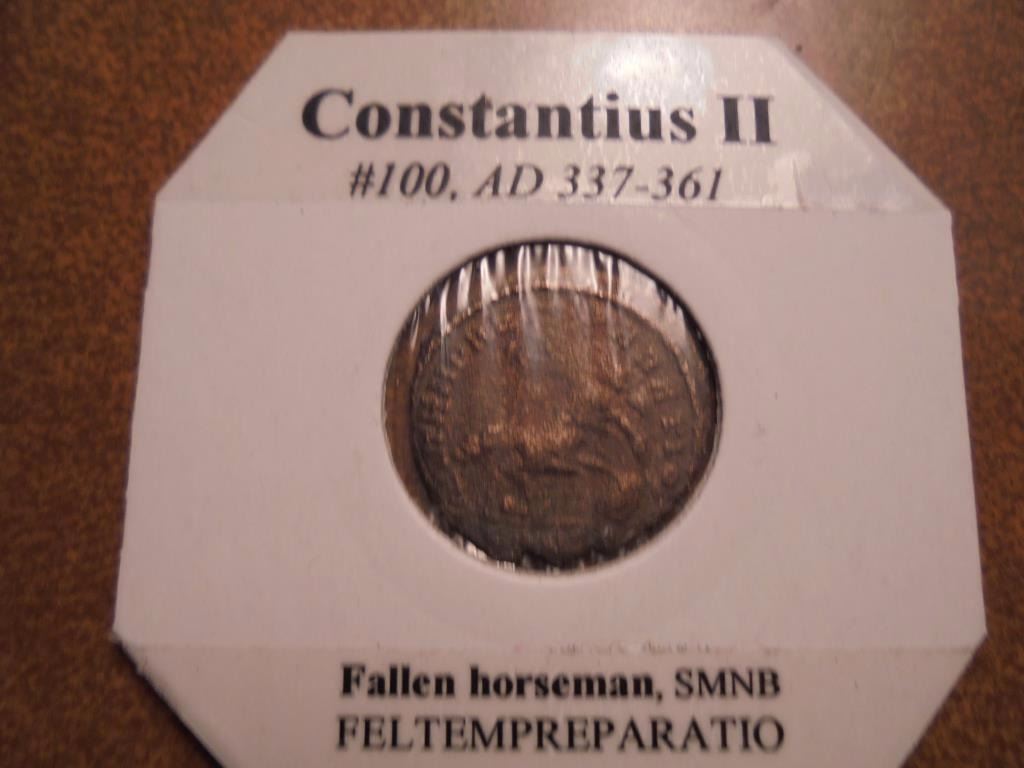 Constantius II
#100, AD 337-361
Fallen horseman, SMNB
FELTEMPREPARATIO